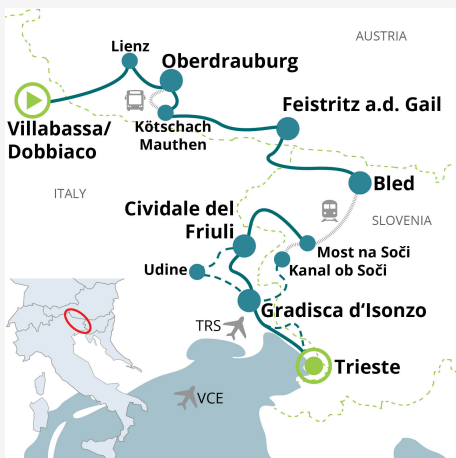 AUSTRIA
Lienz
Oberdrauburg
Feistritz a.d. Gail
Villabassa/
Dobbiaco
Kötschach
Mauthen
ITALY
Bled
SLOVENIA
Cividale del
Friuli
Most na Soči
Kanal ob Soči
Udine
Gradisca d‘Isonzo
TRS
Trieste
VCE